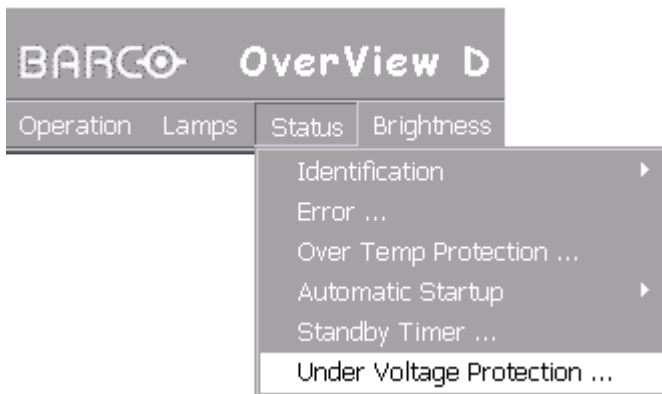 BARCO OverView D
Operation Lamps Status Brightness
Identification
Error ...
Over Temp Protection ...
Automatic Startup
Standby Timer ...
Under Voltage Protection ...